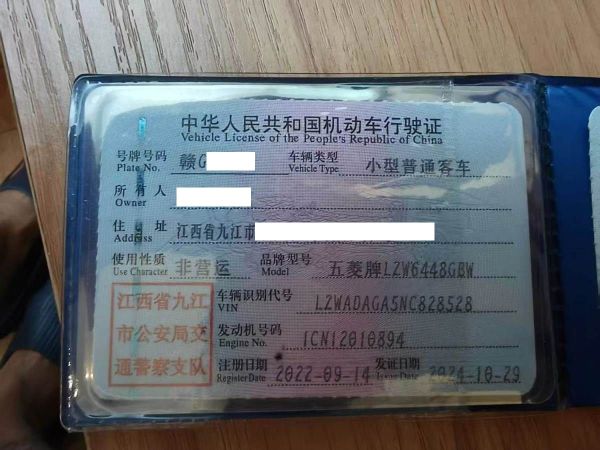 中华人民共和国机动车行驶证
Vehicle License of the People's Republic of China
号牌号码 赣G 车辆类型 小型普通客车
Plate No. Vehicle Type
所有人
Owner
住址 江西省九江市
Address
使用性质 非营运 品牌型号 五菱牌LZW6448GBW
Use Character Model
江西省九江市公安局交通警察支队
车辆识别代号 LZWADAGA5NC828528
VIN
发动机号码 1CN12010894
Engine No.
注册日期 2022-09-14 发证日期 2024-10-29
Register Date Issue Date